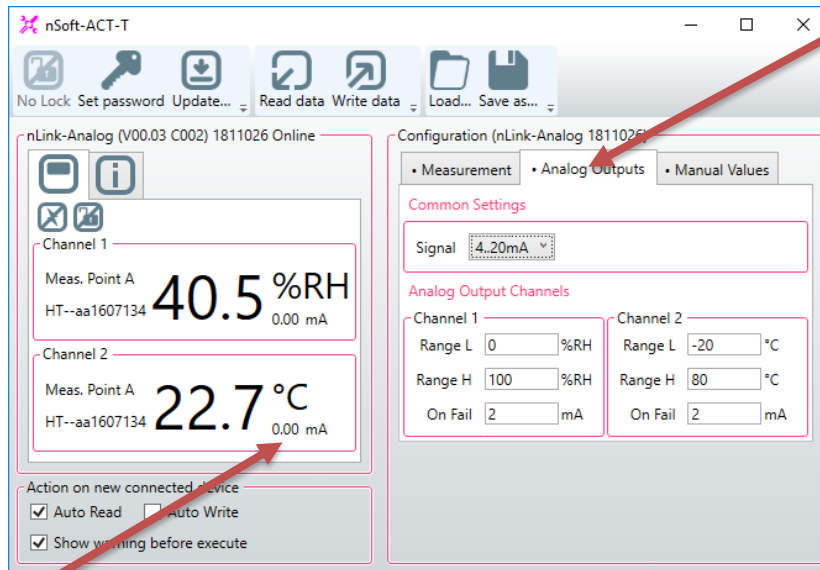 nSoft-ACT-T
No Lock Set password Update... Read data Write data Load... Save as...
nLink-Analog (V00.03 C002) 1811026 Online
Channel 1
Meas. Point A
HT--aa1607134
40.5 %RH
0.00 mA
Channel 2
Meas. Point A
HT--aa1607134
22.7 °C
0.00 mA
Action on new connected device
Auto Read Auto Write
Show warning before execute
Configuration (nLink-Analog 1811026)
• Measurement • Analog Outputs • Manual Values
Common Settings
Signal 4..20mA
Analog Output Channels
Channel 1
Range L 0 %RH
Range H 100 %RH
On Fail 2 mA
Channel 2
Range L -20 °C
Range H 80 °C
On Fail 2 mA